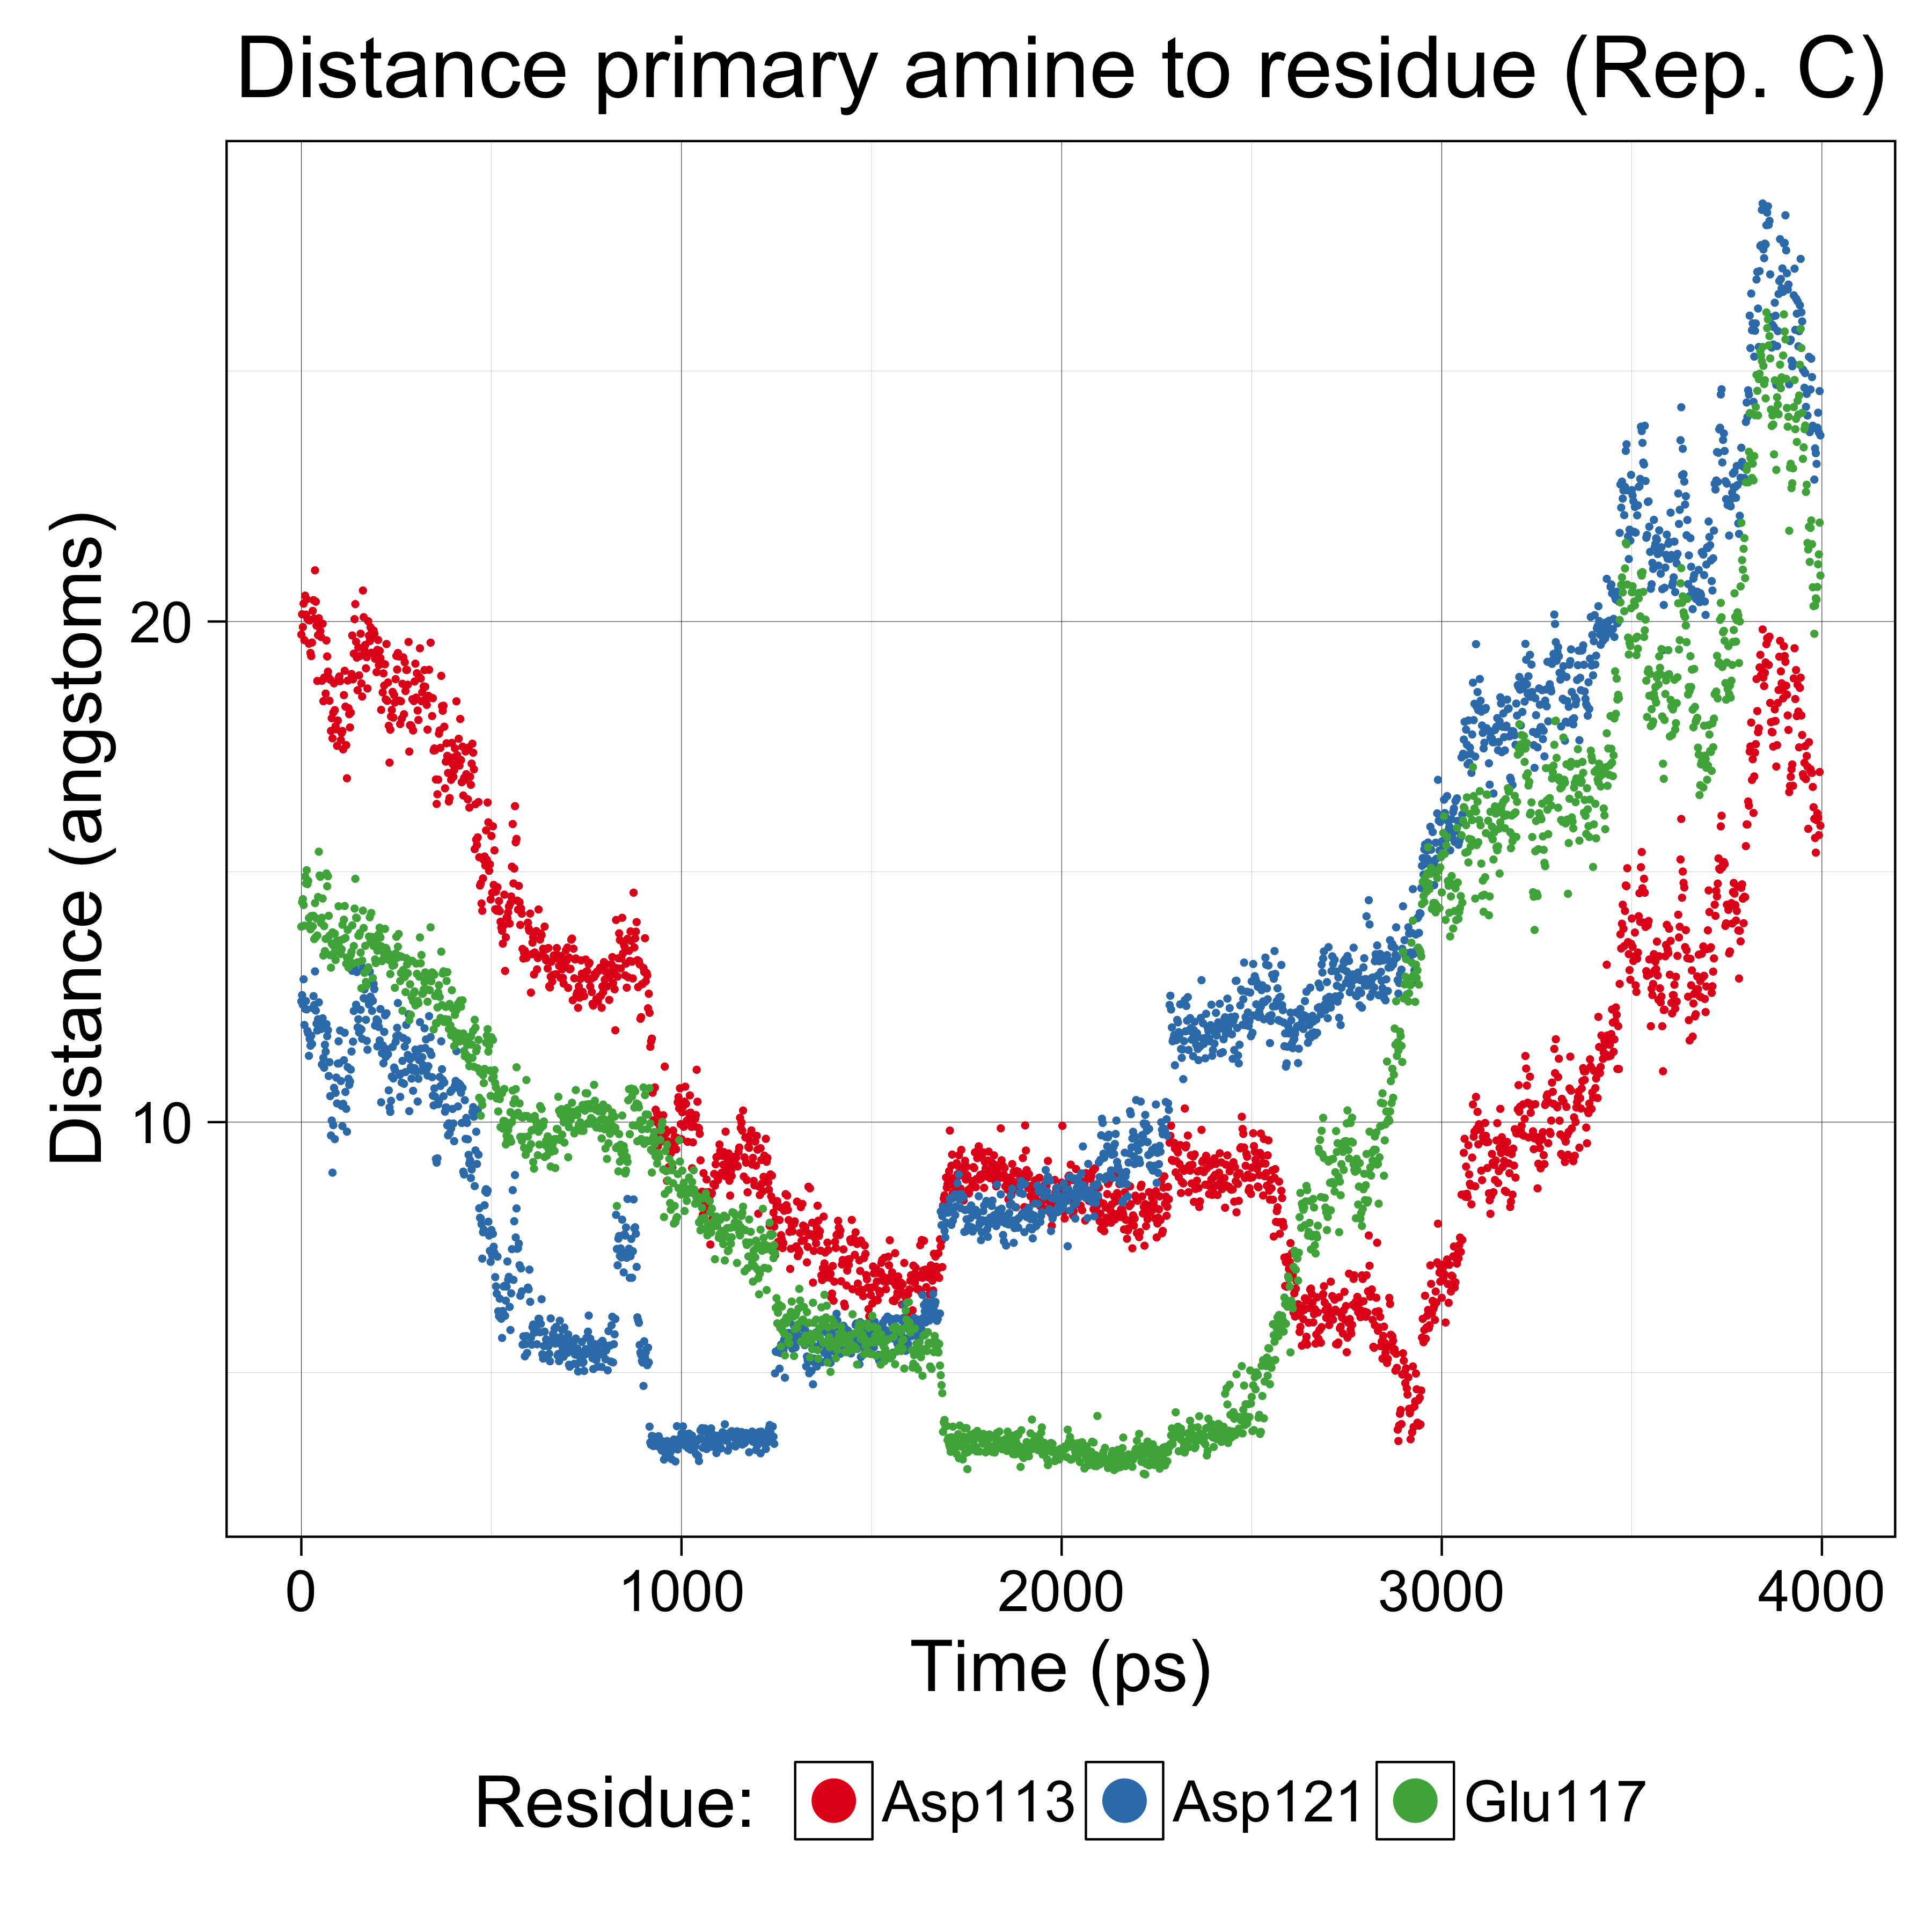 Distance primary amine to residue (Rep. C)
Distance (angstoms)
20
10
0 1000 2000 3000 4000
Time (ps)
Residue: Asp113 Asp121 Glu117